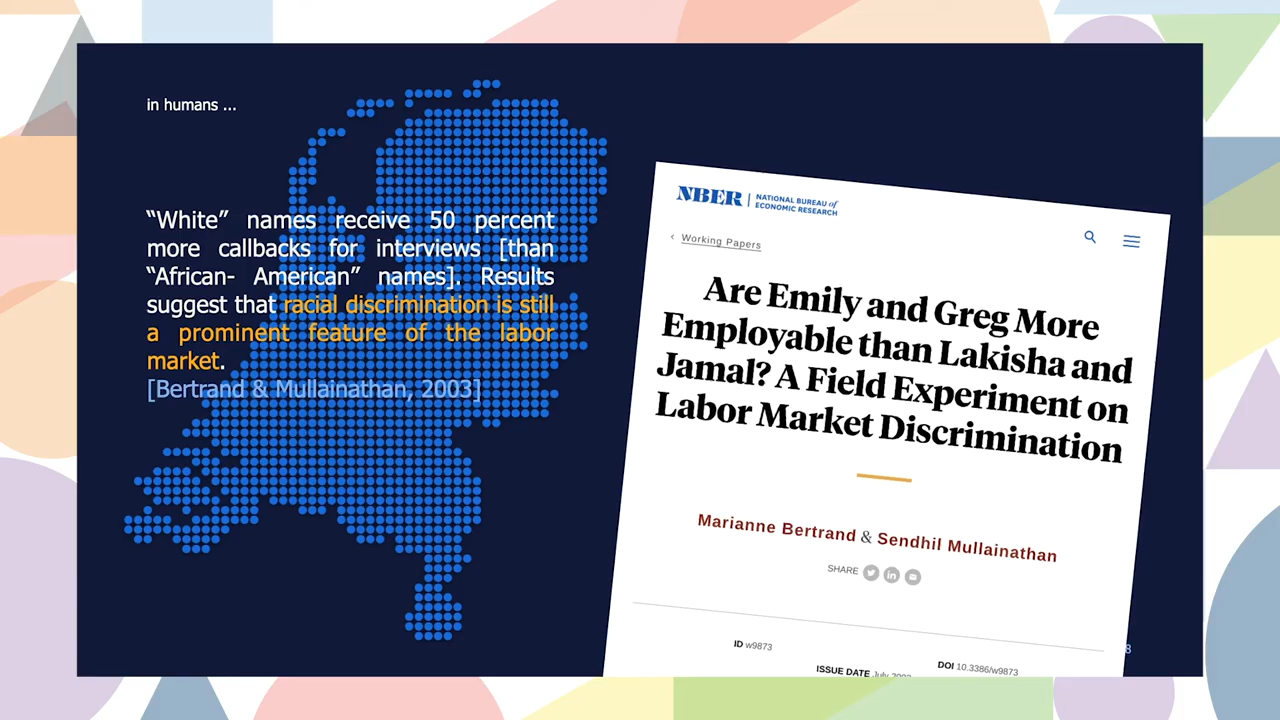 in humans ...
“White” names receive 50 percent
more callbacks for interviews [than
“African- American” names]. Results
suggest that racial discrimination is still
a prominent feature of the labor
market.
[Bertrand & Mullainathan, 2003]
NBER | NATIONAL BUREAU of
ECONOMIC RESEARCH
‹ Working Papers
Are Emily and Greg More
Employable than Lakisha and
Jamal? A Field Experiment on
Labor Market Discrimination
Marianne Bertrand & Sendhil Mullainathan
SHARE
ID w9873
ISSUE DATE July 2003
DOI 10.3386/w9873
8